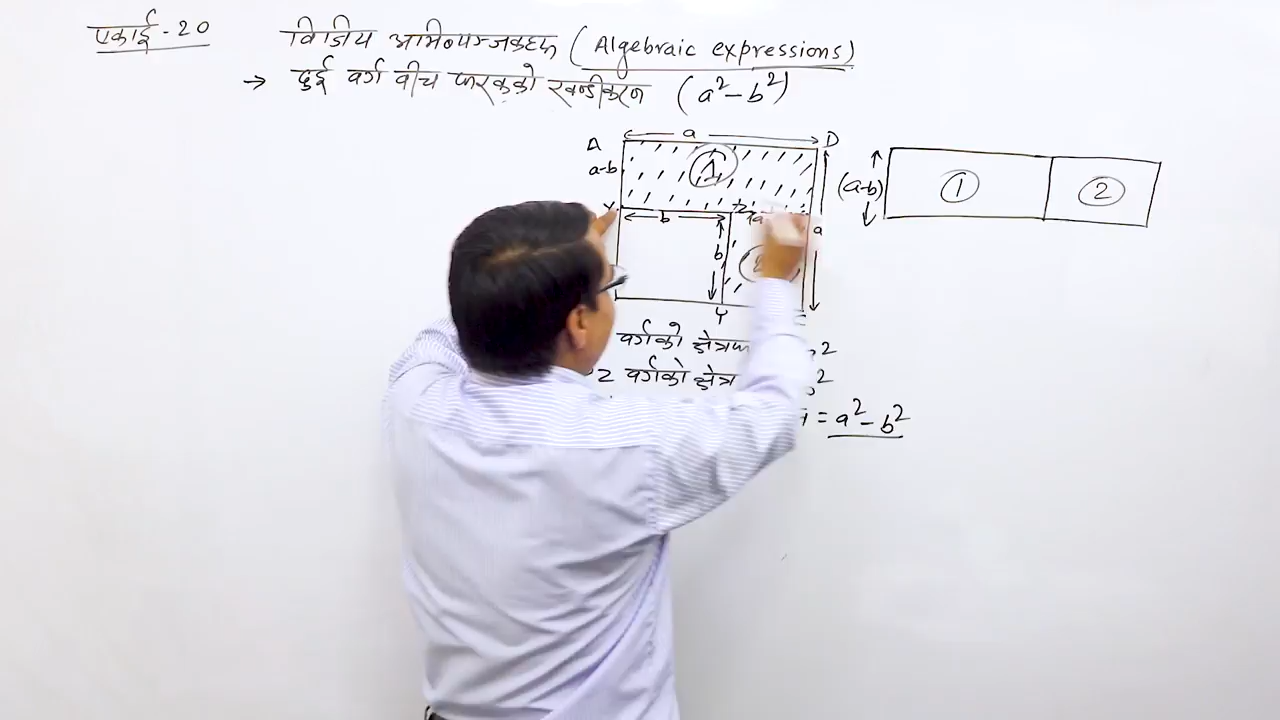 एकाई - 20 विजिय अभिव्यञ्जकहरु (Algebraic expressions)
→ दुई वर्ग बीच फरकको खण्डीकरण (a² - b²)
a
A D
a-b 1
b
b a
Y
(a-b) 1 2
वर्गको
वर्गको
= a² - b²